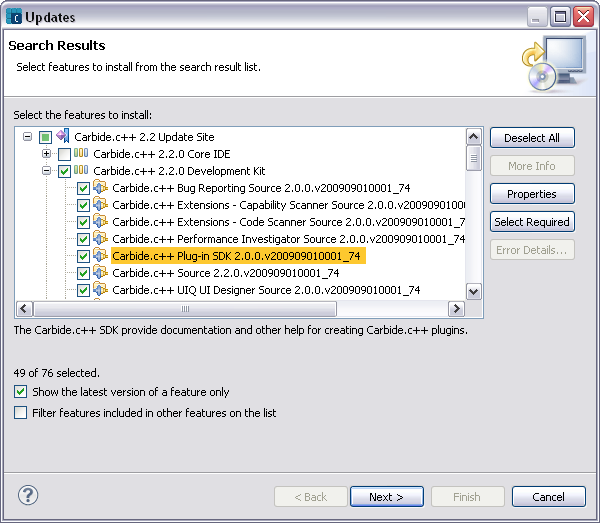 Updates
Search Results
Select features to install from the search result list.
Select the features to install:
Carbide.c++ 2.2 Update Site
Carbide.c++ 2.2.0 Core IDE
Carbide.c++ 2.2.0 Development Kit
Carbide.c++ Bug Reporting Source 2.0.0.v200909010001_74
Carbide.c++ Extensions - Capability Scanner Source 2.0.0.v20090
Carbide.c++ Extensions - Code Scanner Source 2.0.0.v200909010
Carbide.c++ Performance Investigator Source 2.0.0.v2009090100
Carbide.c++ Plug-in SDK 2.0.0.v200909010001_74
Carbide.c++ Source 2.2.0.v200909010001_74
Carbide.c++ UIQ UI Designer Source 2.0.0.v200909010001_74
Deselect All
More Info
Properties
Select Required
Error Details...
The Carbide.c++ SDK provide documentation and other help for creating Carbide.c++ plugins.
49 of 76 selected.
Show the latest version of a feature only
Filter features included in other features on the list
? < Back Next > Finish Cancel